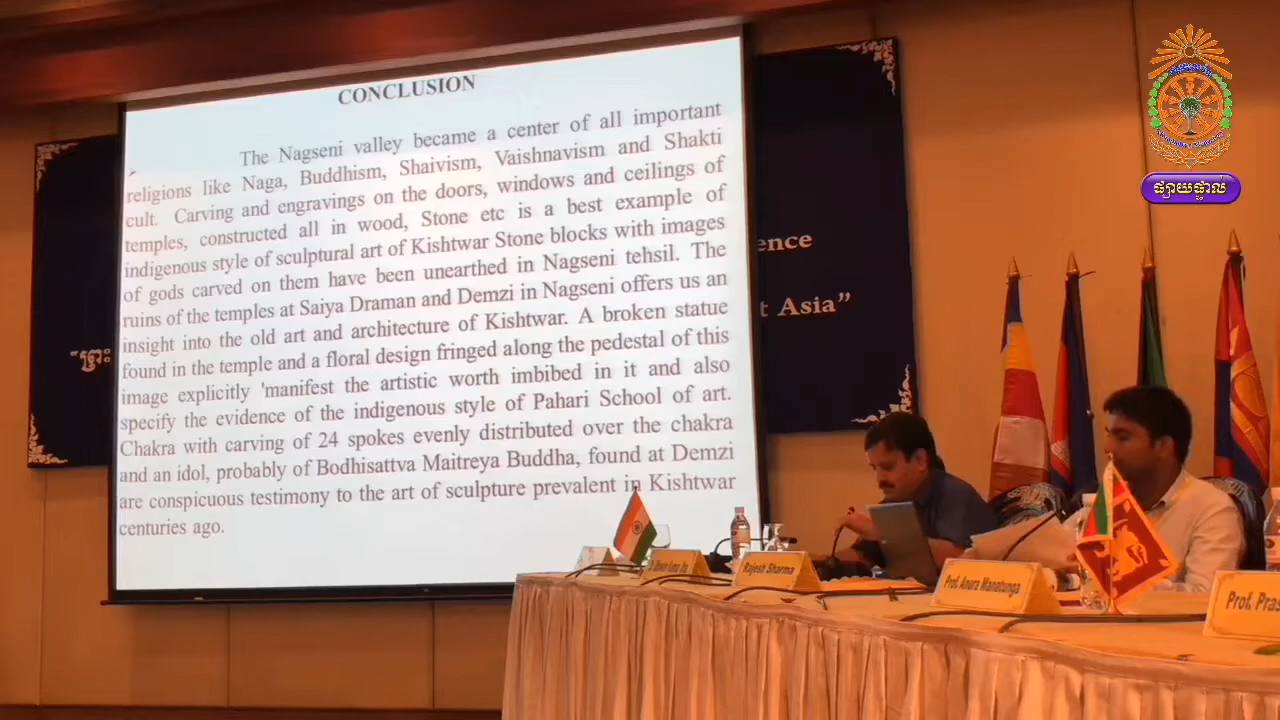 CONCLUSION
The Nagseni valley became a center of all important
religions like Naga, Buddhism, Shaivism, Vaishnavism and Shakti
cult. Carving and engravings on the doors, windows and ceilings of
temples, constructed all in wood, Stone etc is a best example of
indigenous style of sculptural art of Kishtwar Stone blocks with images
of gods carved on them have been unearthed in Nagseni tehsil. The
ruins of the temples at Saiya Draman and Demzi in Nagseni offers us an
insight into the old art and architecture of Kishtwar. A broken statue
found in the temple and a floral design fringed along the pedestal of this
image explicitly 'manifest the artistic worth imbibed in it and also
specify the evidence of the indigenous style of Pahari School of art.
Chakra with carving of 24 spokes evenly distributed over the chakra
and an idol, probably of Bodhisattva Maitreya Buddha, found at Demzi
are conspicuous testimony to the art of sculpture prevalent in Kishtwar
centuries ago.
ence
t Asia”
“ព្រះ
ផ្សាយផ្ទាល់
Rajesh Sharma
Prof. Anura Manatunga
Prof. Pras